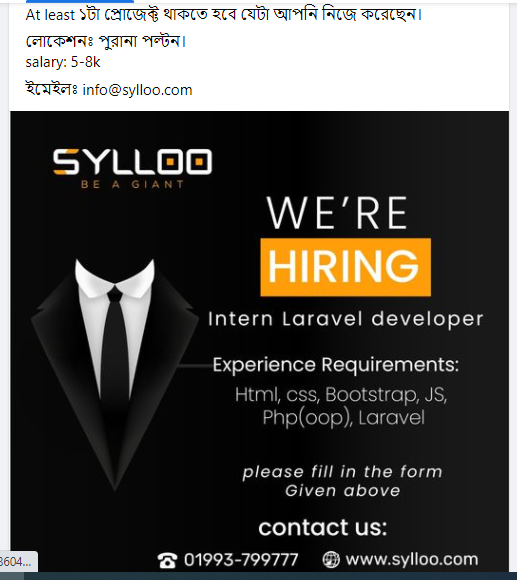 At least ১টা প্রোজেক্ট থাকতে হবে যেটা আপনি নিজে করেছেন।
লোকেশনঃ পুরানা পল্টন।
salary: 5-8k
ইমেইলঃ info@sylloo.com
SYLLOO
BE A GIANT
WE'RE
HIRING
Intern Laravel developer
Experience Requirements:
Html, css, Bootstrap, JS,
Php(oop), Laravel
please fill in the form
Given above
contact us:
01993-799777 www.sylloo.com
3604...